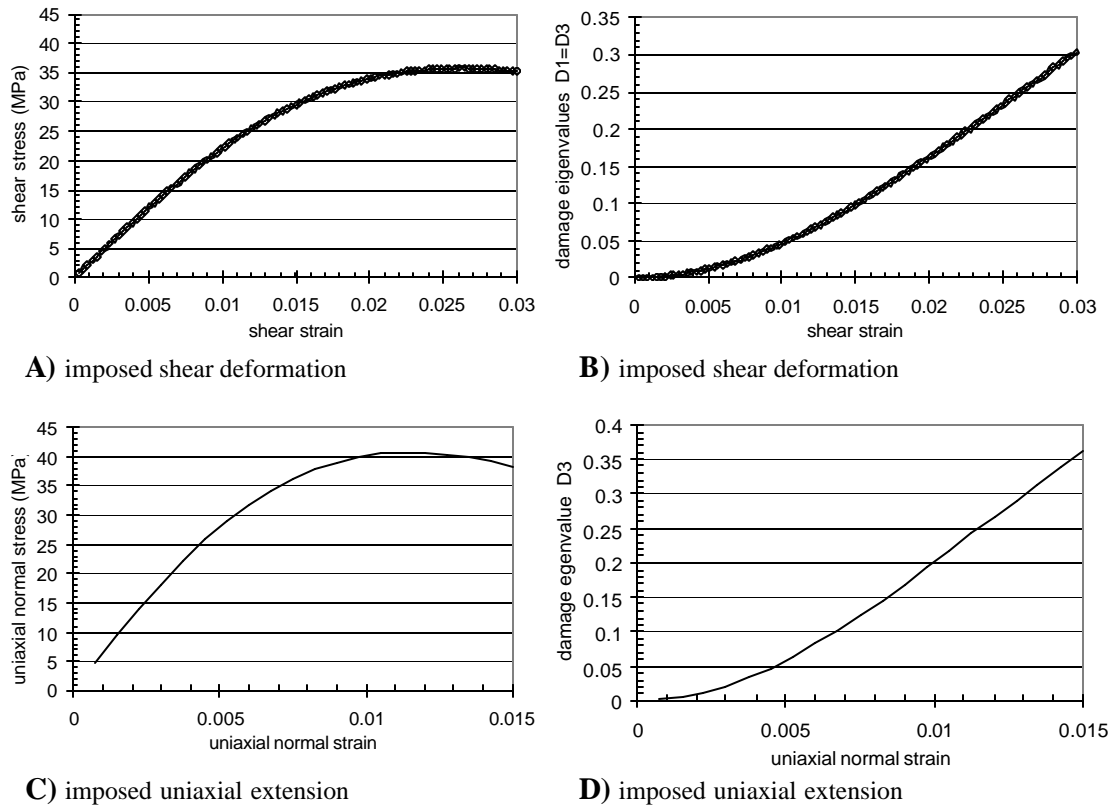 45
40
35
30
25
20
15
10
5
0
shear stress (MPa)
0 0.005 0.01 0.015 0.02 0.025 0.03
shear strain
A) imposed shear deformation
0.35
0.3
0.25
0.2
0.15
0.1
0.05
0
damage eigenvalues D1=D3
0 0.005 0.01 0.015 0.02 0.025 0.03
shear strain
B) imposed shear deformation
45
40
35
30
25
20
15
10
5
0
uniaxial normal stress (MPa)
0 0.005 0.01 0.015
uniaxial normal strain
C) imposed uniaxial extension
0.4
0.35
0.3
0.25
0.2
0.15
0.1
0.05
0
damage egenvalue D3
0 0.005 0.01 0.015
uniaxial normal strain
D) imposed uniaxial extension